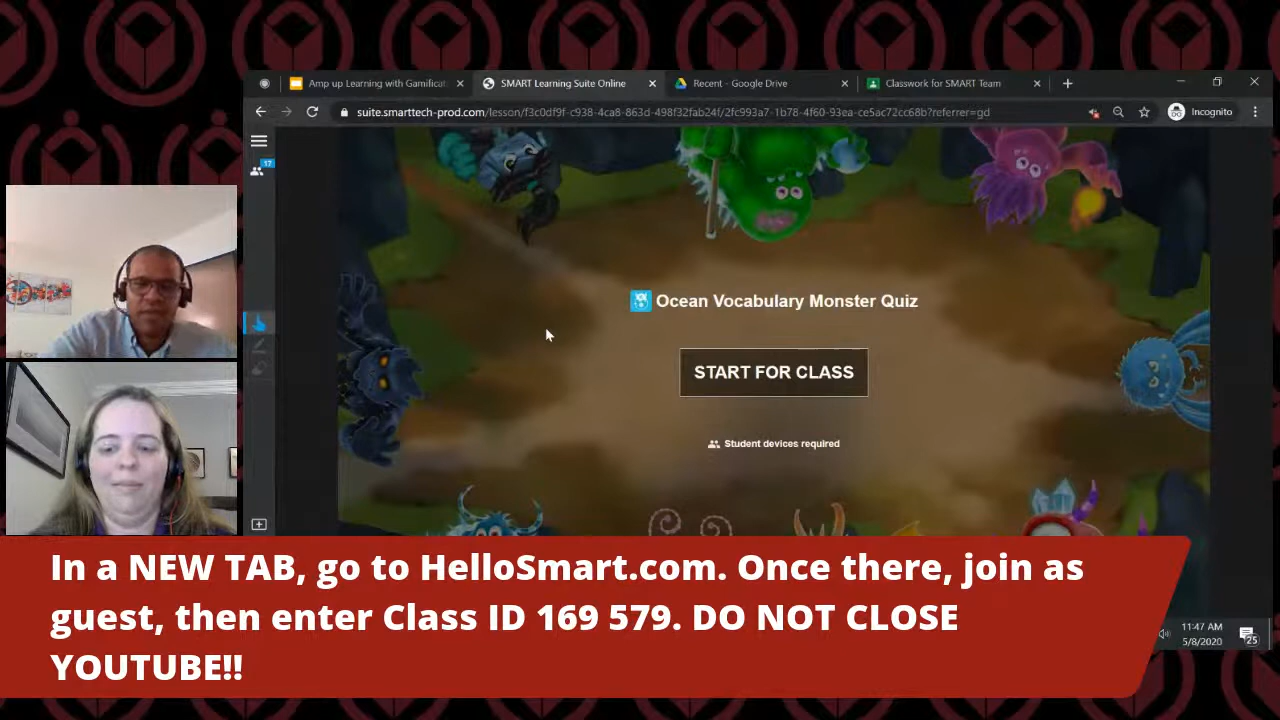 Amp up Learning with Gamificat
SMART Learning Suite Online
Recent - Google Drive
Classwork for SMART Team
suite.smarttech-prod.com/lesson/f3c0df9f-c938-4ca8-863d-498f32fab24f/2fc993a7-1b78-4f60-93ea-ce5ac72cc68b?referrer=gd
Incognito
17
Ocean Vocabulary Monster Quiz
START FOR CLASS
Student devices required
In a NEW TAB, go to HelloSmart.com. Once there, join as
guest, then enter Class ID 169 579. DO NOT CLOSE
YOUTUBE!!
11:47 AM
5/8/2020
25